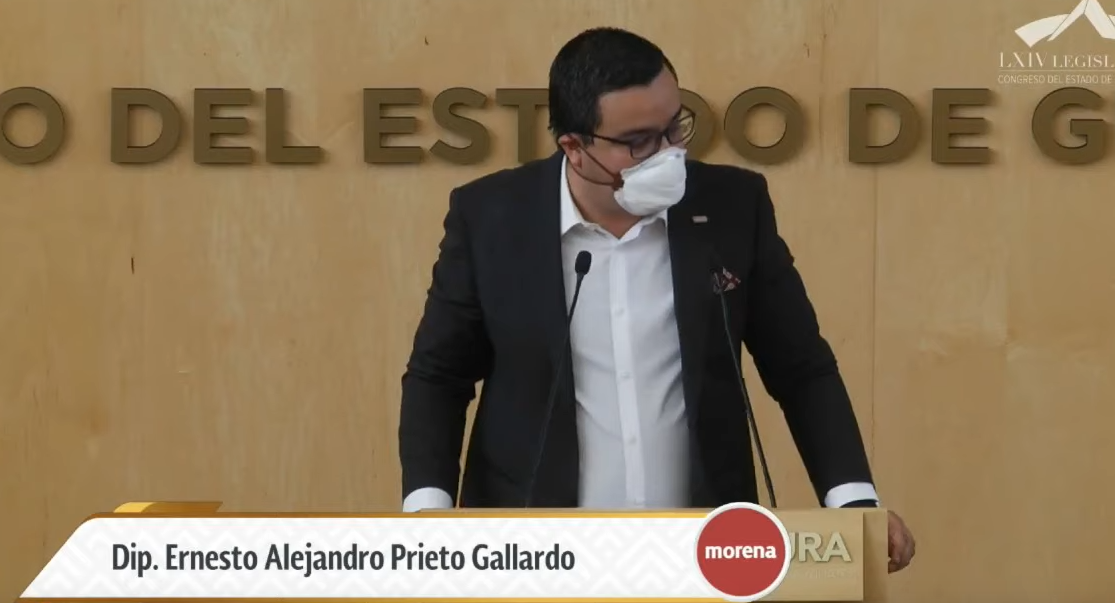 LXIV LEGISL
CONGRESO DEL ESTADO DE
O DEL ESTADO DE G
Dip. Ernesto Alejandro Prieto Gallardo
morena
URA